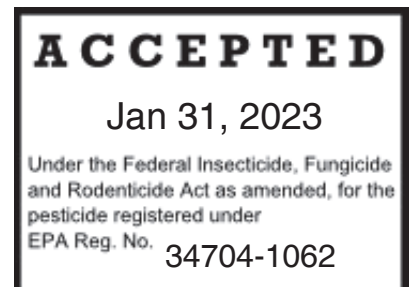 ACCEPTED
Jan 31, 2023
Under the Federal Insecticide, Fungicide
and Rodenticide Act as amended, for the
pesticide registered under
EPA Reg. No. 34704-1062